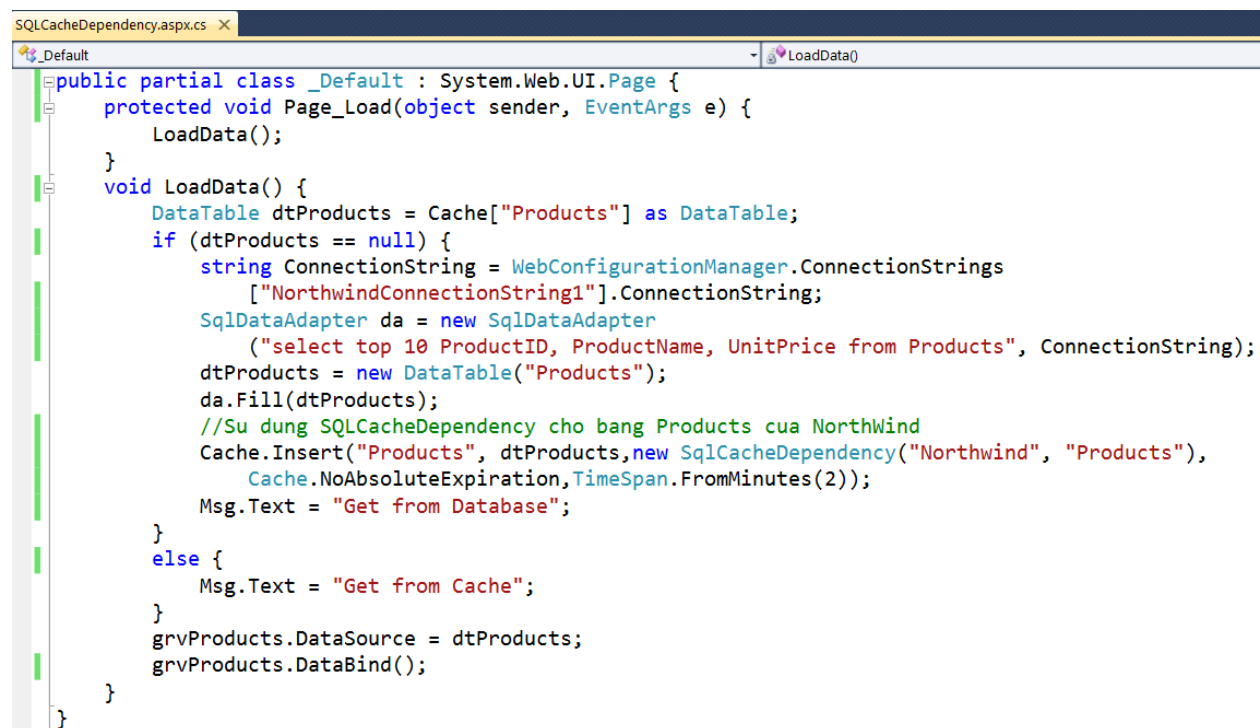 SQLCacheDependency.aspx.cs
_Default LoadData()
public partial class _Default : System.Web.UI.Page {
    protected void Page_Load(object sender, EventArgs e) {
        LoadData();
    }
    void LoadData() {
        DataTable dtProducts = Cache["Products"] as DataTable;
        if (dtProducts == null) {
            string ConnectionString = WebConfigurationManager.ConnectionStrings
                ["NorthwindConnectionString1"].ConnectionString;
            SqlDataAdapter da = new SqlDataAdapter
                ("select top 10 ProductID, ProductName, UnitPrice from Products", ConnectionString);
            dtProducts = new DataTable("Products");
            da.Fill(dtProducts);
            //Su dung SQLCacheDependency cho bang Products cua NorthWind
            Cache.Insert("Products", dtProducts,new SqlCacheDependency("Northwind", "Products"),
                Cache.NoAbsoluteExpiration,TimeSpan.FromMinutes(2));
            Msg.Text = "Get from Database";
        }
        else {
            Msg.Text = "Get from Cache";
        }
        grvProducts.DataSource = dtProducts;
        grvProducts.DataBind();
    }
}